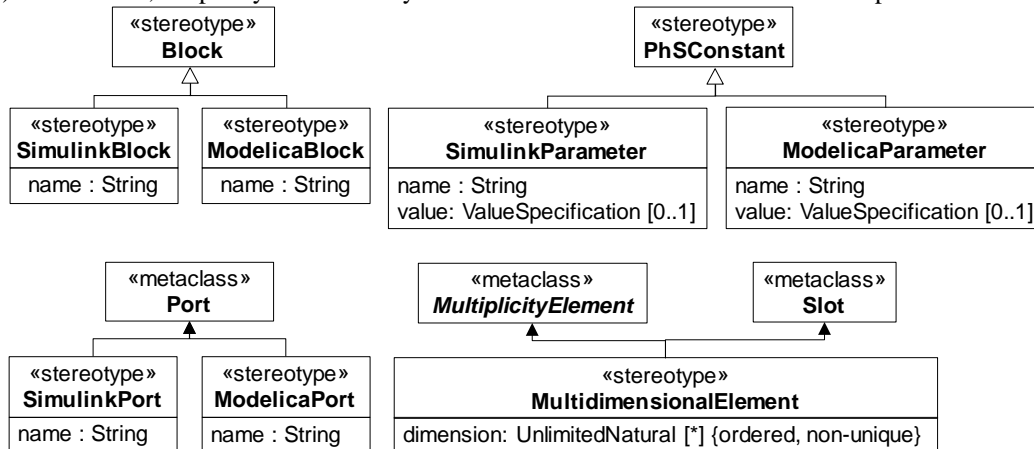 «stereotype»
Block
«stereotype»
SimulinkBlock
name : String
«stereotype»
ModelicaBlock
name : String
«stereotype»
PhSConstant
«stereotype»
SimulinkParameter
name : String
value: ValueSpecification [0..1]
«stereotype»
ModelicaParameter
name : String
value: ValueSpecification [0..1]
«metaclass»
Port
«stereotype»
SimulinkPort
name : String
«stereotype»
ModelicaPort
name : String
«metaclass»
MultiplicityElement
«metaclass»
Slot
«stereotype»
MultidimensionalElement
dimension: UnlimitedNatural [*] {ordered, non-unique}